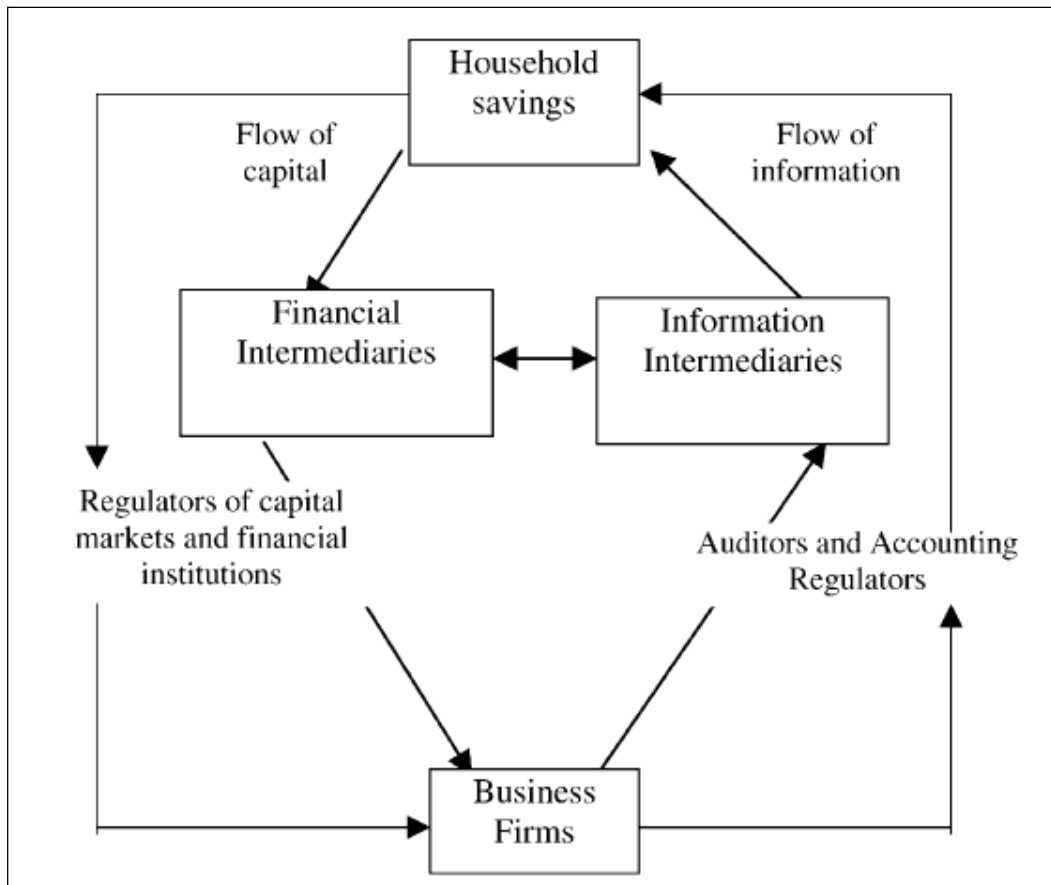 Household
savings
Flow of
capital
Flow of
information
Financial
Intermediaries
Information
Intermediaries
Regulators of capital
markets and financial
institutions
Auditors and Accounting
Regulators
Business
Firms